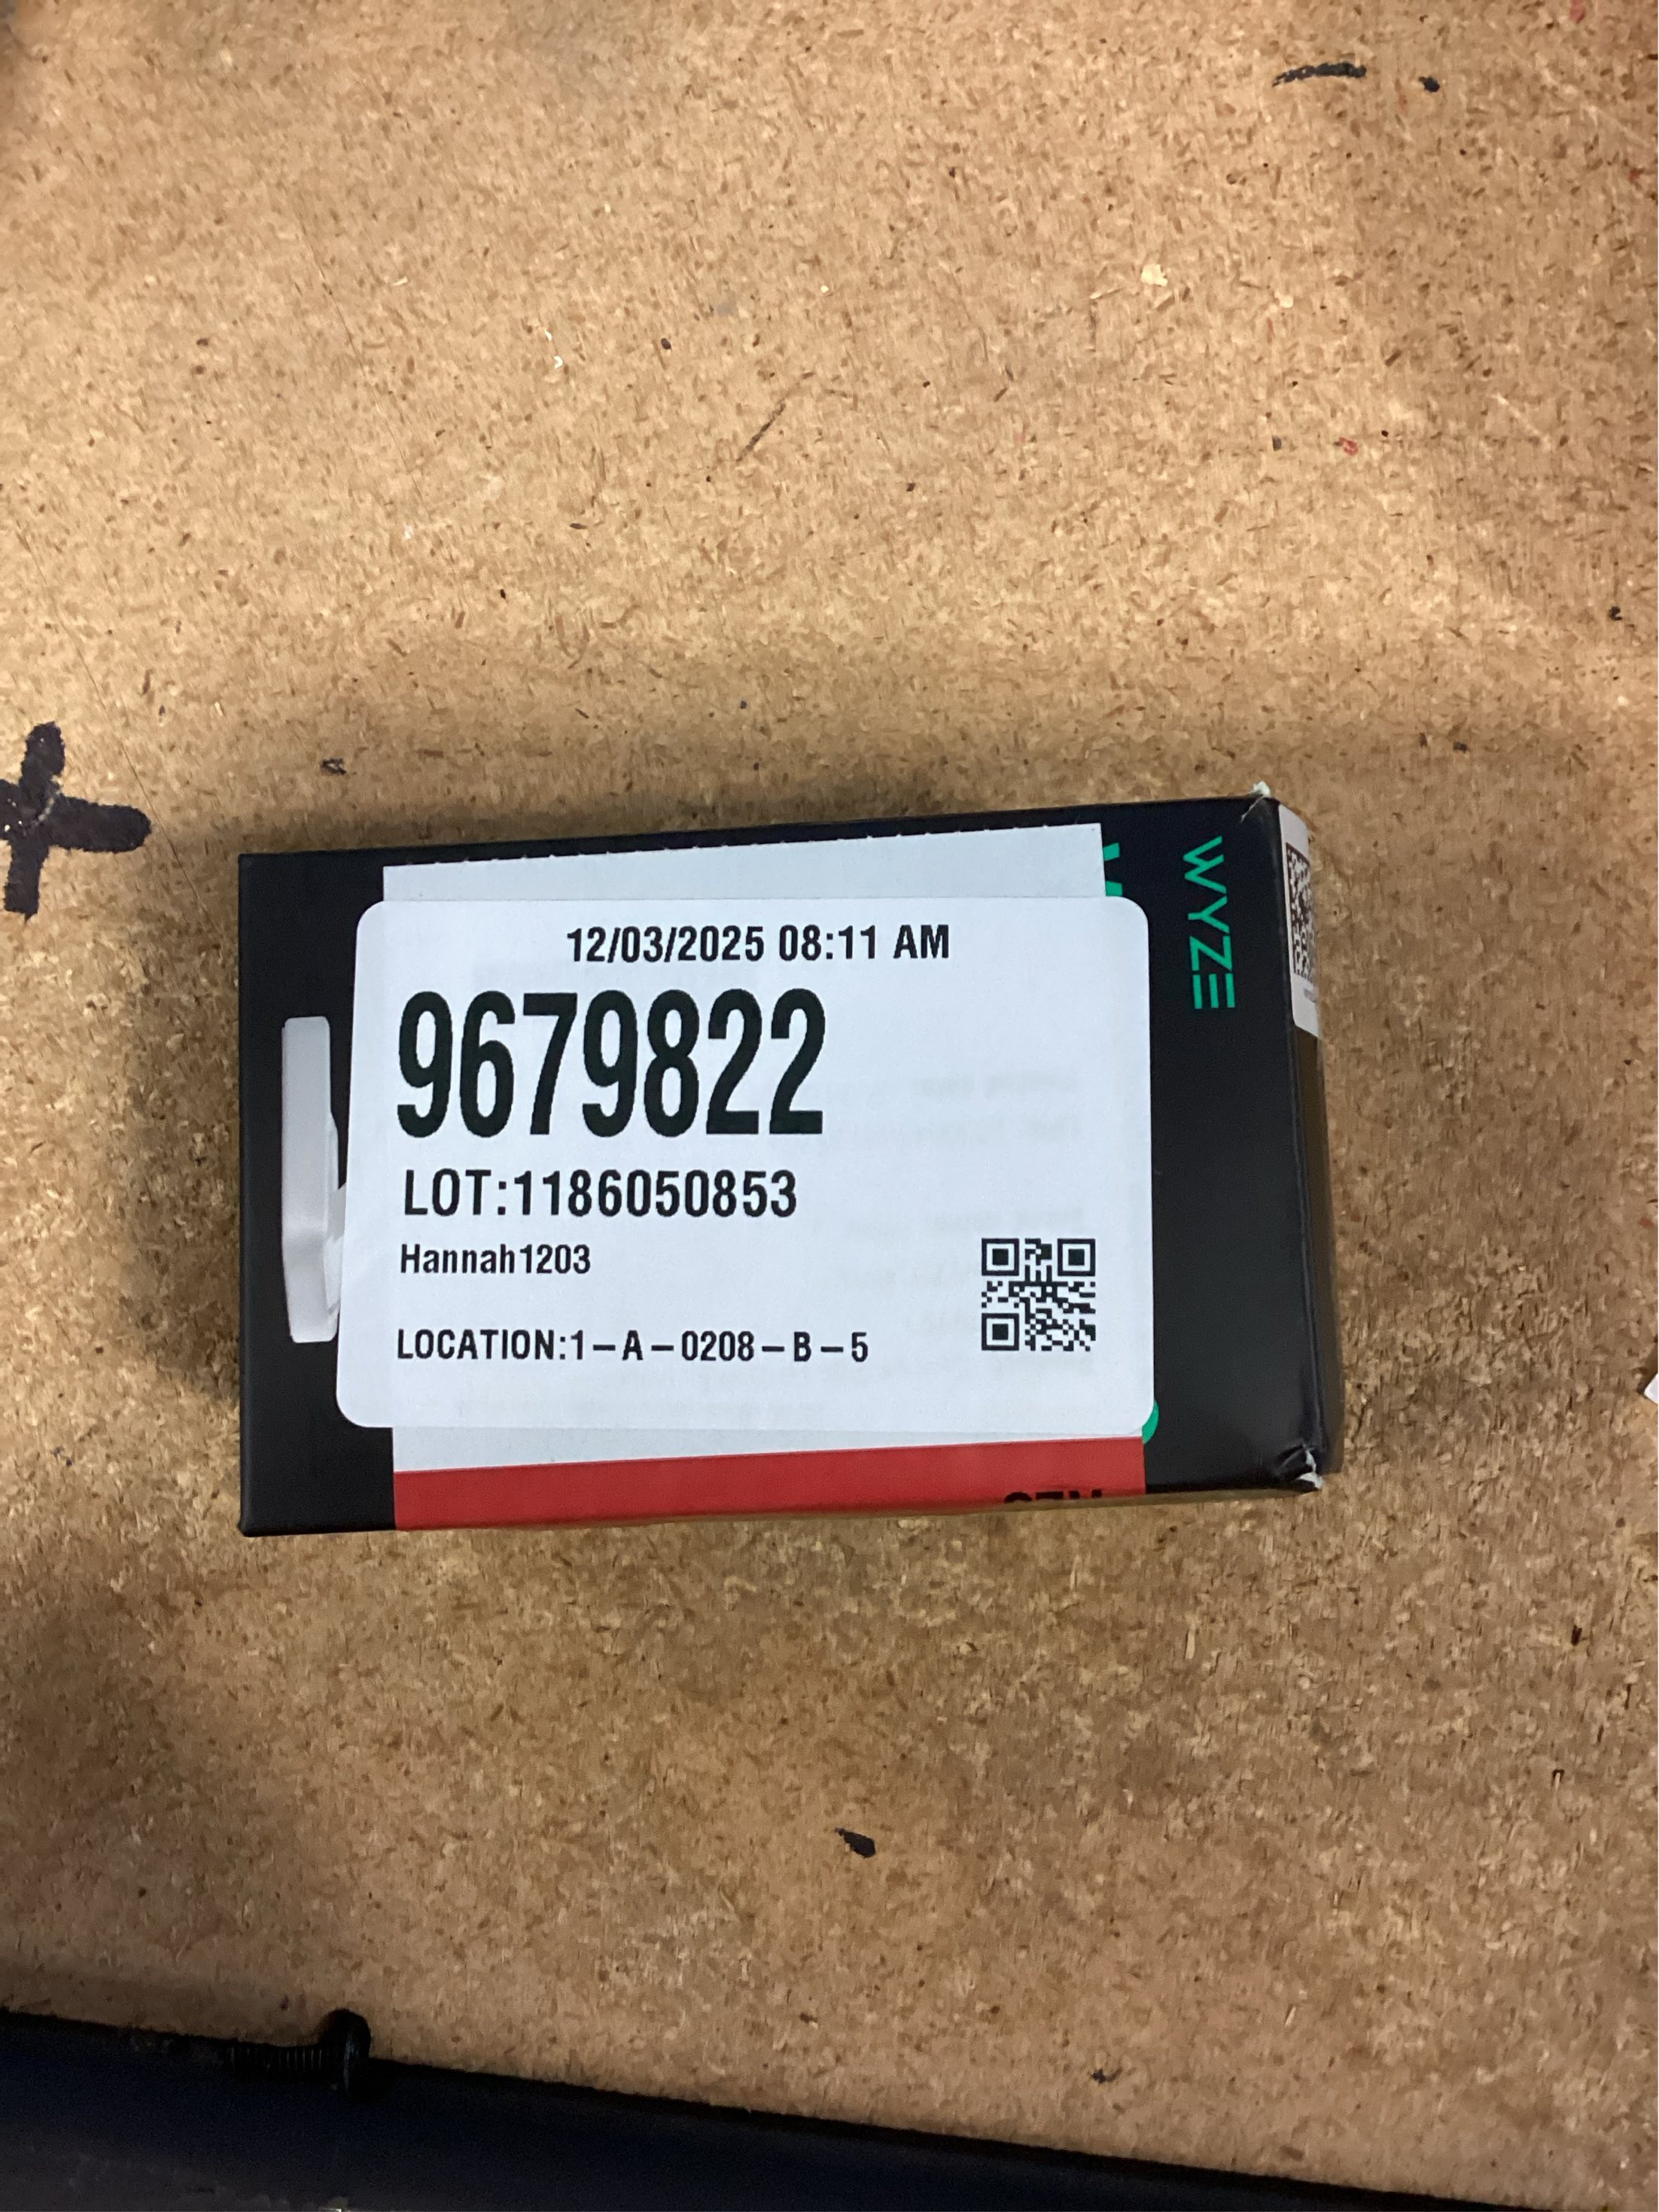 12/03/2025 08:11 AM
9679822
LOT:1186050853
Hannah1203
LOCATION:1-A-0208-B-5
WYZE